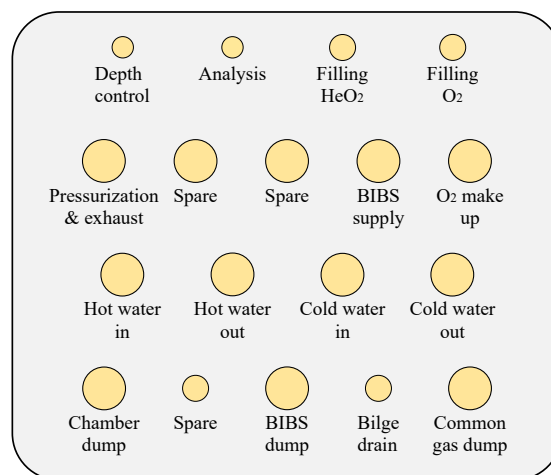 Depth Analysis Filling Filling
control HeO₂ O₂
Pressurization Spare Spare BIBS O₂ make
& exhaust supply up
Hot water Hot water Cold water Cold water
in out in out
Chamber Spare BIBS Bilge Common
dump dump drain gas dump